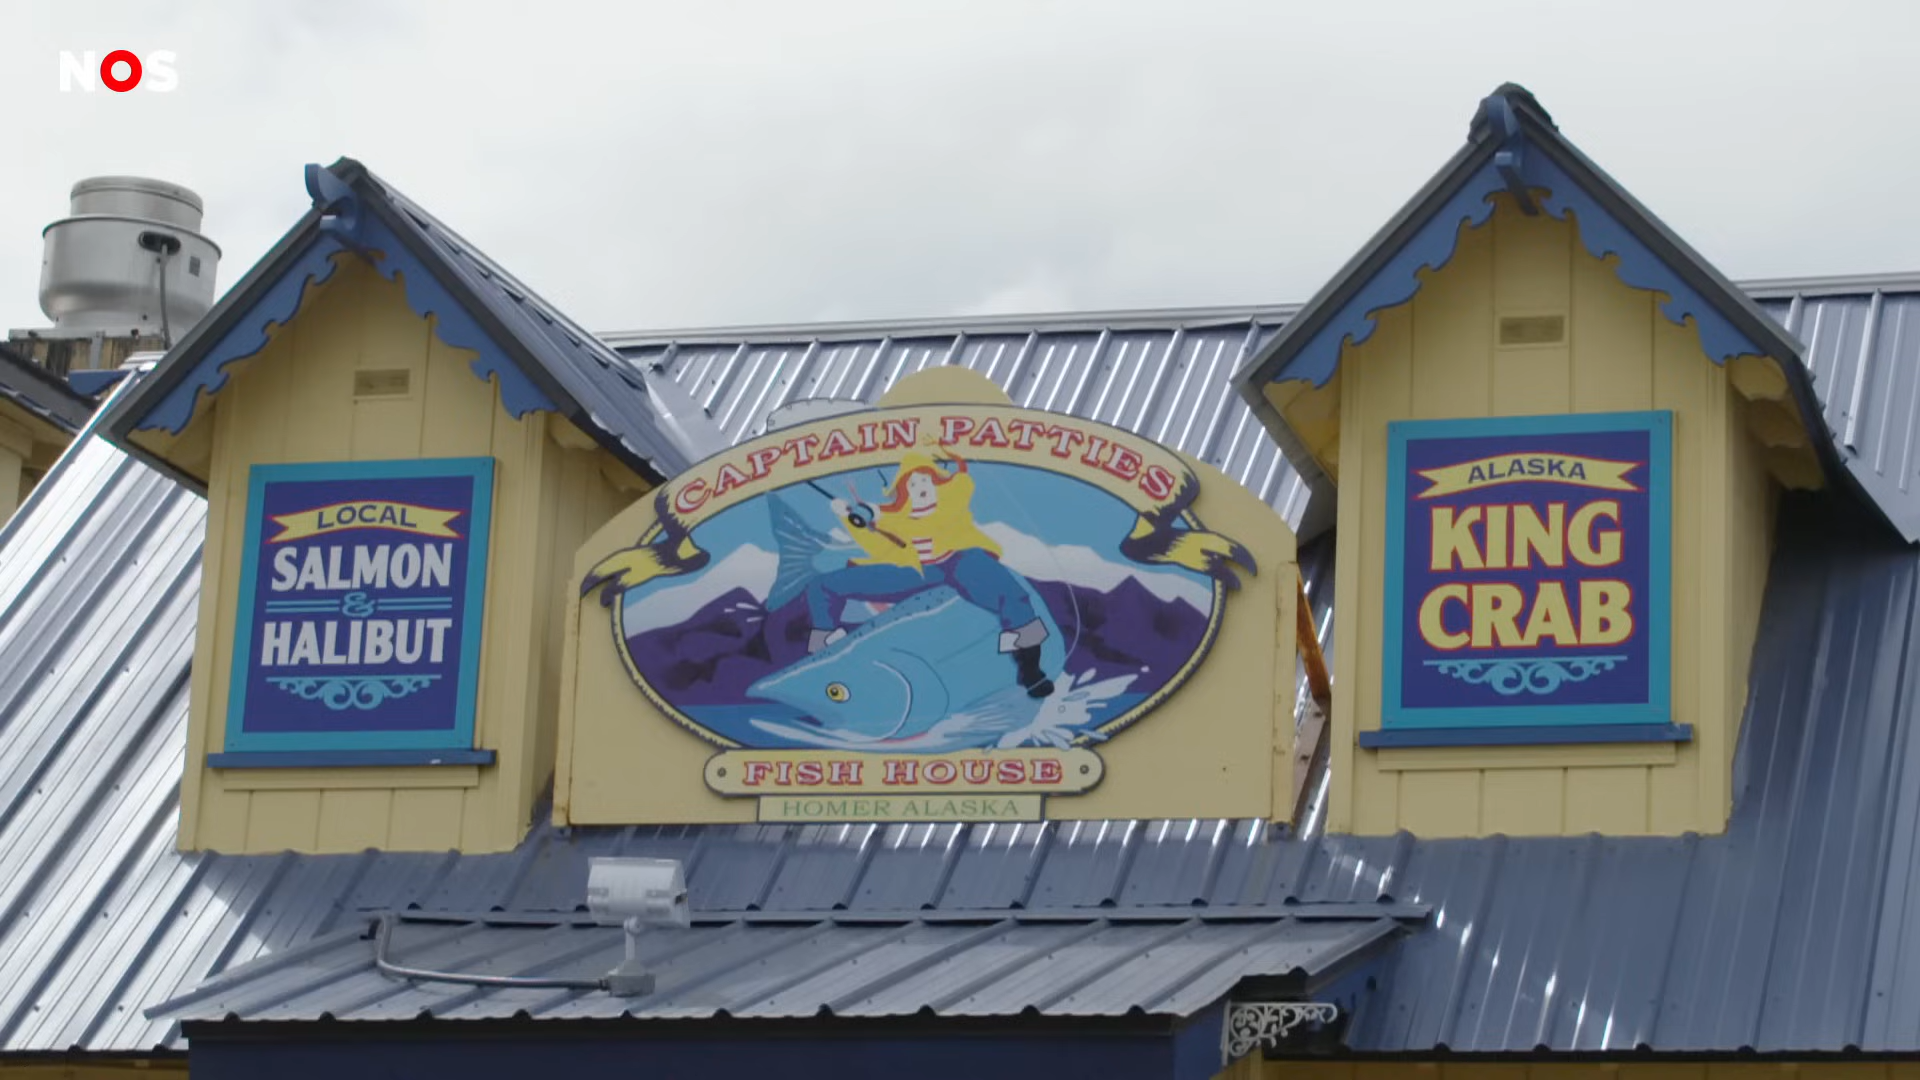 NOS
LOCAL
SALMON
&
HALIBUT
CAPTAIN PATTIES
FISH HOUSE
HOMER ALASKA
ALASKA
KING
CRAB